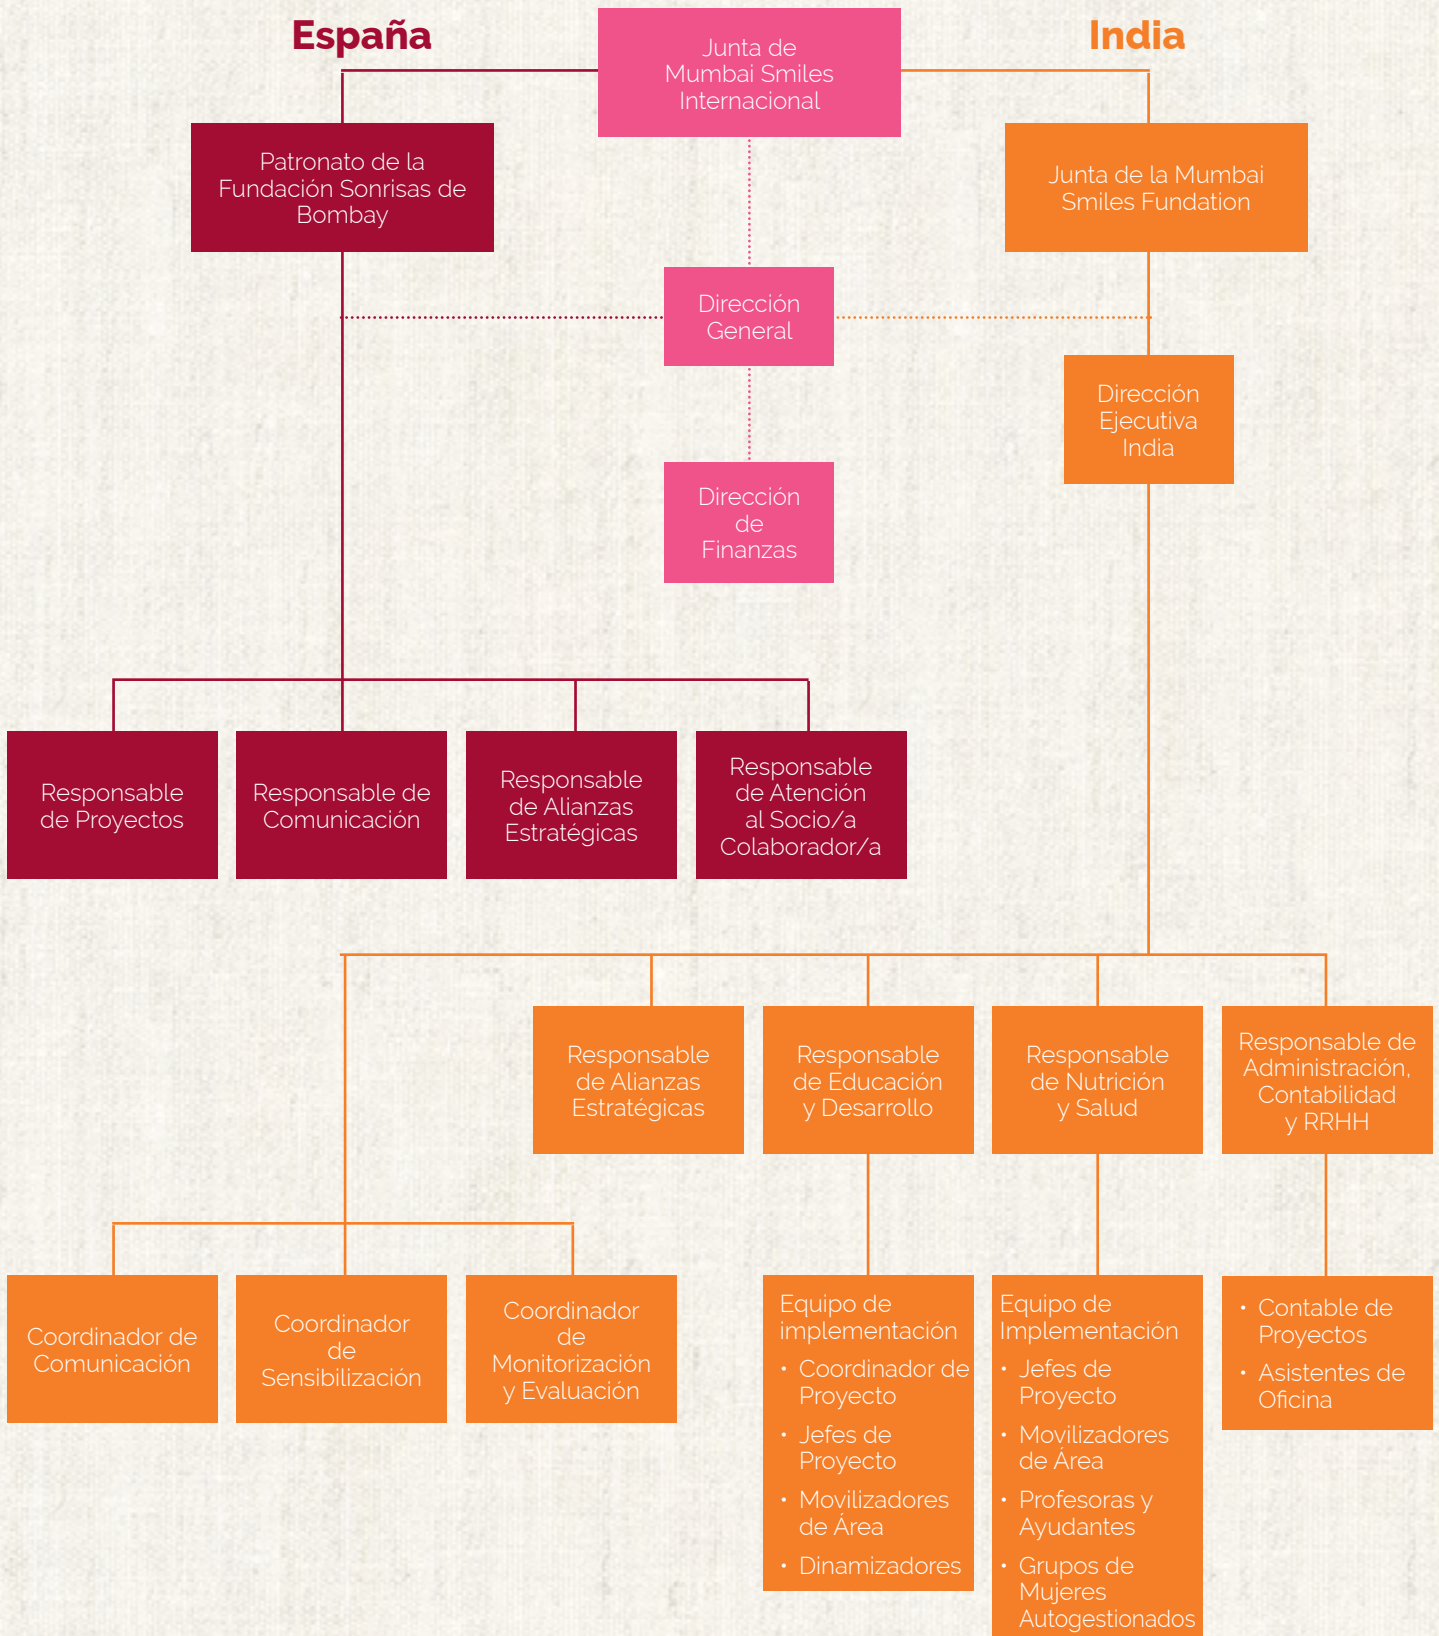 España
India
Junta de
Mumbai Smiles
Internacional
Patronato de la
Fundación Sonrisas de
Bombay
Junta de la Mumbai
Smiles Fundation
Dirección
General
Dirección
Ejecutiva
India
Dirección
de
Finanzas
Responsable
de Proyectos
Responsable de
Comunicación
Responsable
de Alianzas
Estratégicas
Responsable
de Atención
al Socio/a
Colaborador/a
Responsable
de Alianzas
Estratégicas
Responsable
de Educación
y Desarrollo
Responsable
de Nutrición
y Salud
Responsable de
Administración,
Contabilidad
y RRHH
Coordinador de
Comunicación
Coordinador
de
Sensibilización
Coordinador
de
Monitorización
y Evaluación
Equipo de
implementación
• Coordinador de
Proyecto
• Jefes de
Proyecto
• Movilizadores
de Área
• Dinamizadores
Equipo de
Implementación
• Jefes de
Proyecto
• Movilizadores
de Área
• Profesoras y
Ayudantes
• Grupos de
Mujeres
Autogestionados
• Contable de
Proyectos
• Asistentes de
Oficina